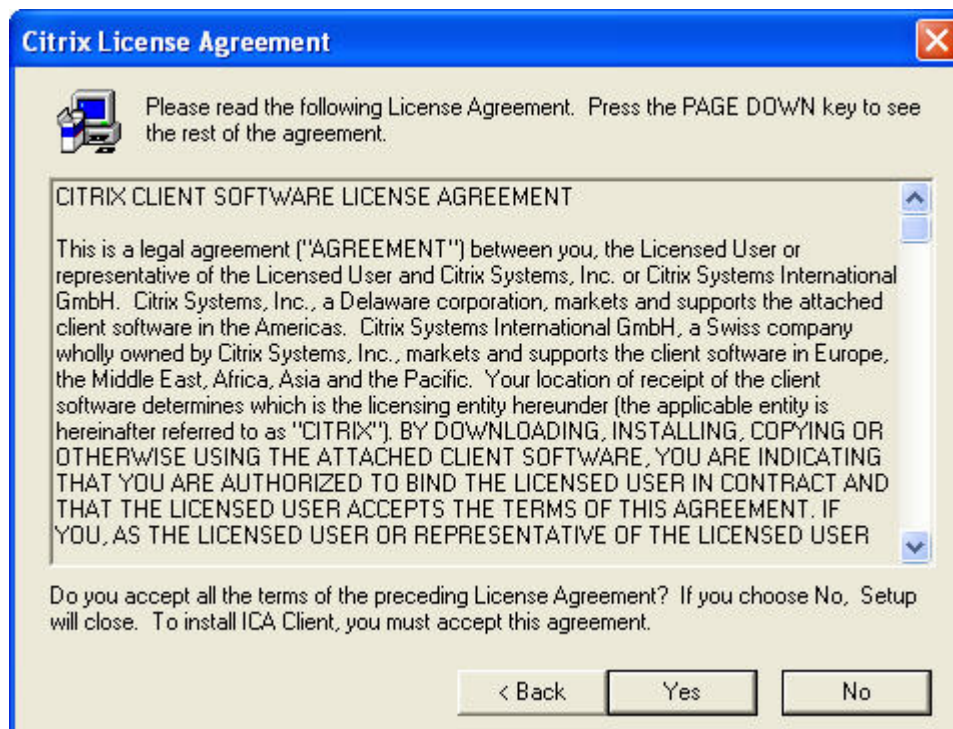 Citrix License Agreement
Please read the following License Agreement. Press the PAGE DOWN key to see
the rest of the agreement.
CITRIX CLIENT SOFTWARE LICENSE AGREEMENT
This is a legal agreement ("AGREEMENT") between you, the Licensed User or
representative of the Licensed User and Citrix Systems, Inc. or Citrix Systems International
GmbH. Citrix Systems, Inc., a Delaware corporation, markets and supports the attached
client software in the Americas. Citrix Systems International GmbH, a Swiss company
wholly owned by Citrix Systems, Inc., markets and supports the client software in Europe,
the Middle East, Africa, Asia and the Pacific. Your location of receipt of the client
software determines which is the licensing entity hereunder (the applicable entity is
hereinafter referred to as "CITRIX"). BY DOWNLOADING, INSTALLING, COPYING OR
OTHERWISE USING THE ATTACHED CLIENT SOFTWARE, YOU ARE INDICATING
THAT YOU ARE AUTHORIZED TO BIND THE LICENSED USER IN CONTRACT AND
THAT THE LICENSED USER ACCEPTS THE TERMS OF THIS AGREEMENT. IF
YOU, AS THE LICENSED USER OR REPRESENTATIVE OF THE LICENSED USER
Do you accept all the terms of the preceding License Agreement? If you choose No, Setup
will close. To install ICA Client, you must accept this agreement.
< Back
Yes
No